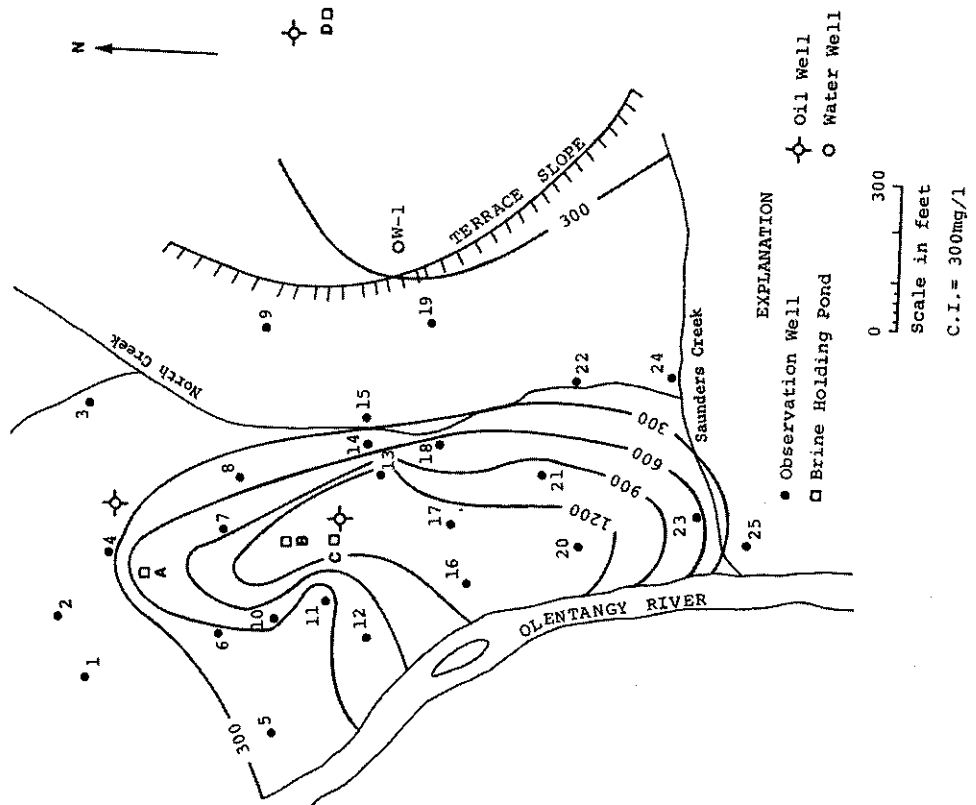 N
D
1
2
3
4
A
5
6
7
8
9
10
11
12
B
C
13
14
15
16
17
18
19
20
21
22
23
24
25
W-1
North Creek
TERRACE SLOPE
300
300
300
600
900
1200
Saunders Creek
OLENTANGY RIVER
EXPLANATION
Observation Well
Oil Well
Brine Holding Pond
Water Well
0 300
Scale in feet
C.I.= 300mg/l